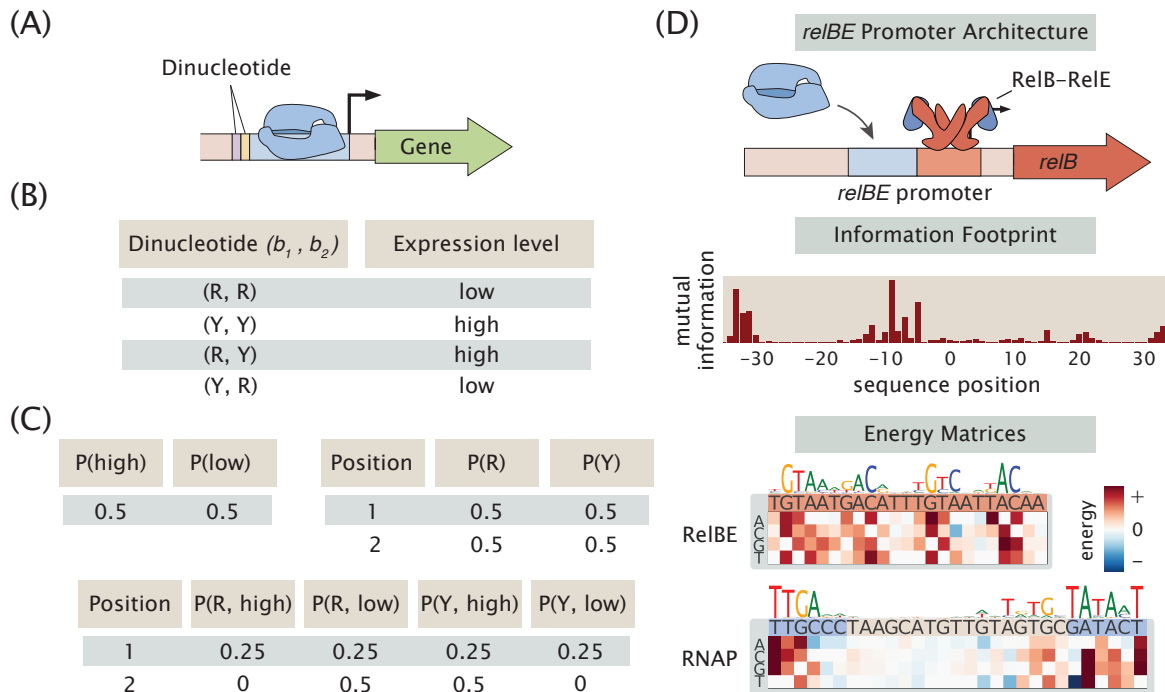 (A)
Dinucleotide
Gene
(B)
Dinucleotide (b1 , b2) Expression level
(R, R) low
(Y, Y) high
(R, Y) high
(Y, R) low
(C)
P(high) P(low)
0.5 0.5
Position P(R) P(Y)
1 0.5 0.5
2 0.5 0.5
Position P(R, high) P(R, low) P(Y, high) P(Y, low)
1 0.25 0.25 0.25 0.25
2 0 0.5 0.5 0
(D)
relBE Promoter Architecture
RelB–RelE
relB
relBE promoter
Information Footprint
mutual
information
−30 −20 −10 0 10 20 30
sequence position
Energy Matrices
TGTAATGACATTTGTAATTACAA
RelBE
A
C
G
T
energy
+
0
−
TTGCCCTAAGCATGTTGTAGTGCGATACT
RNAP
A
C
G
T